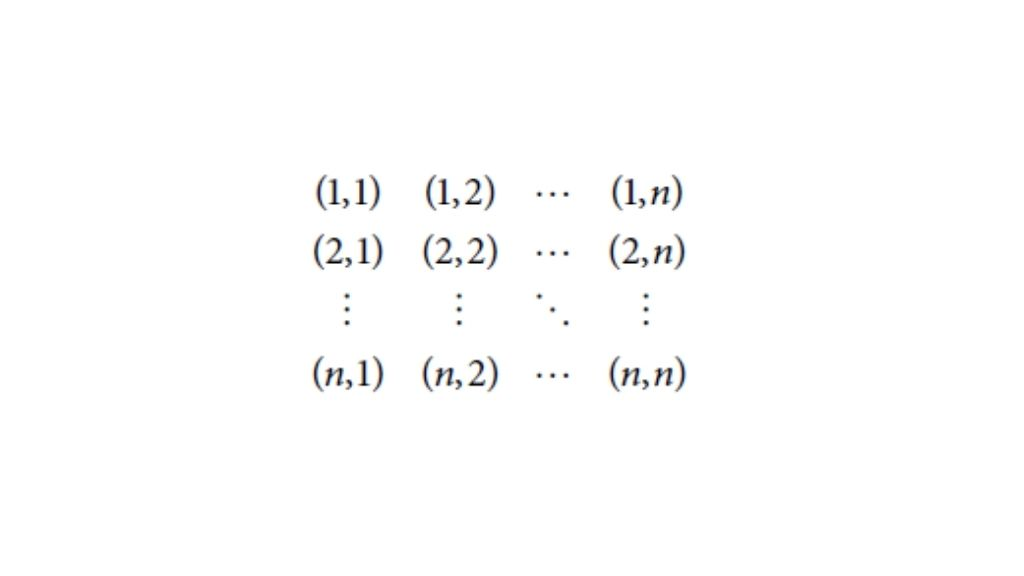 (1,1) (1,2) ⋯ (1,n)
(2,1) (2,2) ⋯ (2,n)
⋮ ⋮ ⋱ ⋮
(n,1) (n,2) ⋯ (n,n)